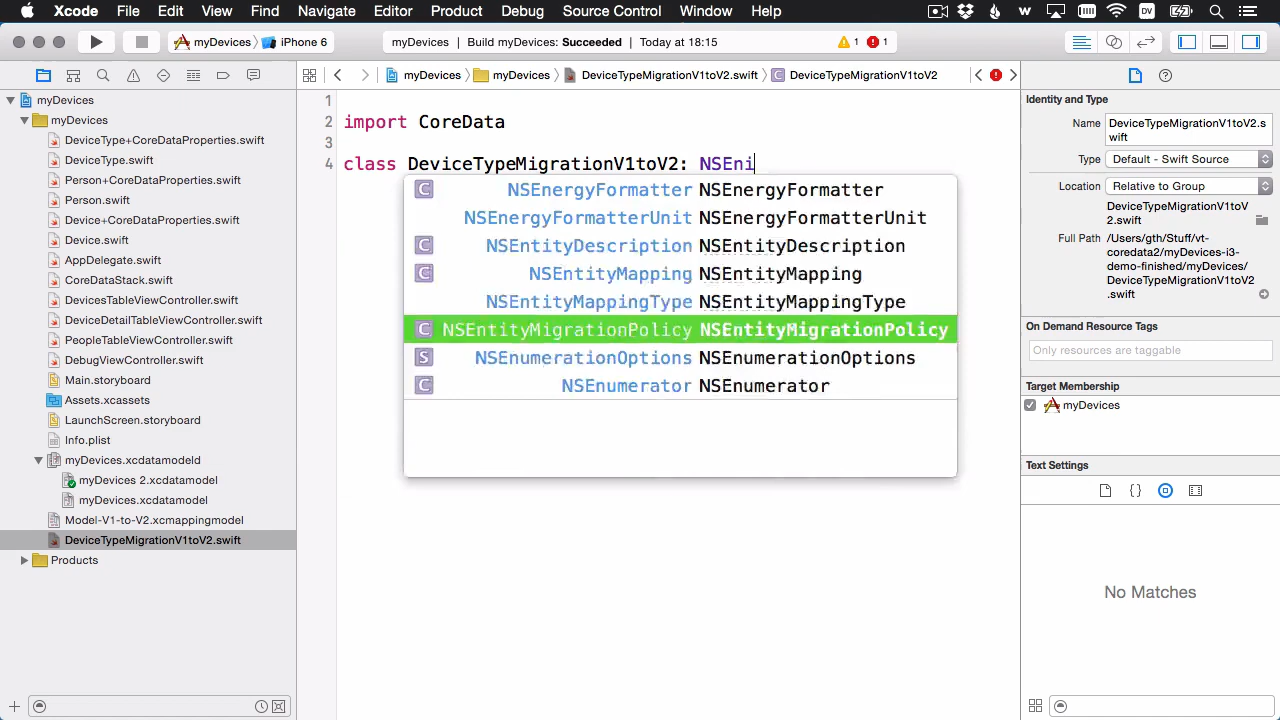 Xcode File Edit View Find Navigate Editor Product Debug Source Control Window Help
myDevices iPhone 6 myDevices | Build myDevices: Succeeded | Today at 18:15 1 1
myDevices myDevices DeviceTypeMigrationV1toV2.swift C DeviceTypeMigrationV1toV2
myDevices
myDevices
DeviceType+CoreDataProperties.swift
DeviceType.swift
Person+CoreDataProperties.swift
Person.swift
Device+CoreDataProperties.swift
Device.swift
AppDelegate.swift
CoreDataStack.swift
DevicesTableViewController.swift
DeviceDetailTableViewController.swift
PeopleTableViewController.swift
DebugViewController.swift
Main.storyboard
Assets.xcassets
LaunchScreen.storyboard
Info.plist
myDevices.xcdatamodeld
myDevices 2.xcdatamodel
myDevices.xcdatamodel
Model-V1-to-V2.xcmappingmodel
DeviceTypeMigrationV1toV2.swift
Products
1
2 import CoreData
3
4 class DeviceTypeMigrationV1toV2: NSEni
C NSEnergyFormatter NSEnergyFormatter
NSEnergyFormatterUnit NSEnergyFormatterUnit
C NSEntityDescription NSEntityDescription
C NSEntityMapping NSEntityMapping
NSEntityMappingType NSEntityMappingType
C NSEntityMigrationPolicy NSEntityMigrationPolicy
S NSEnumerationOptions NSEnumerationOptions
C NSEnumerator NSEnumerator
Identity and Type
Name DeviceTypeMigrationV1toV2.s
wift
Type Default - Swift Source
Location Relative to Group
DeviceTypeMigrationV1toV
2.swift
Full Path /Users/gth/Stuff/vt-
coredata2/myDevices-i3-
demo-finished/myDevices/
DeviceTypeMigrationV1toV2
.swift
On Demand Resource Tags
Only resources are taggable
Target Membership
myDevices
Text Settings
{}
No Matches